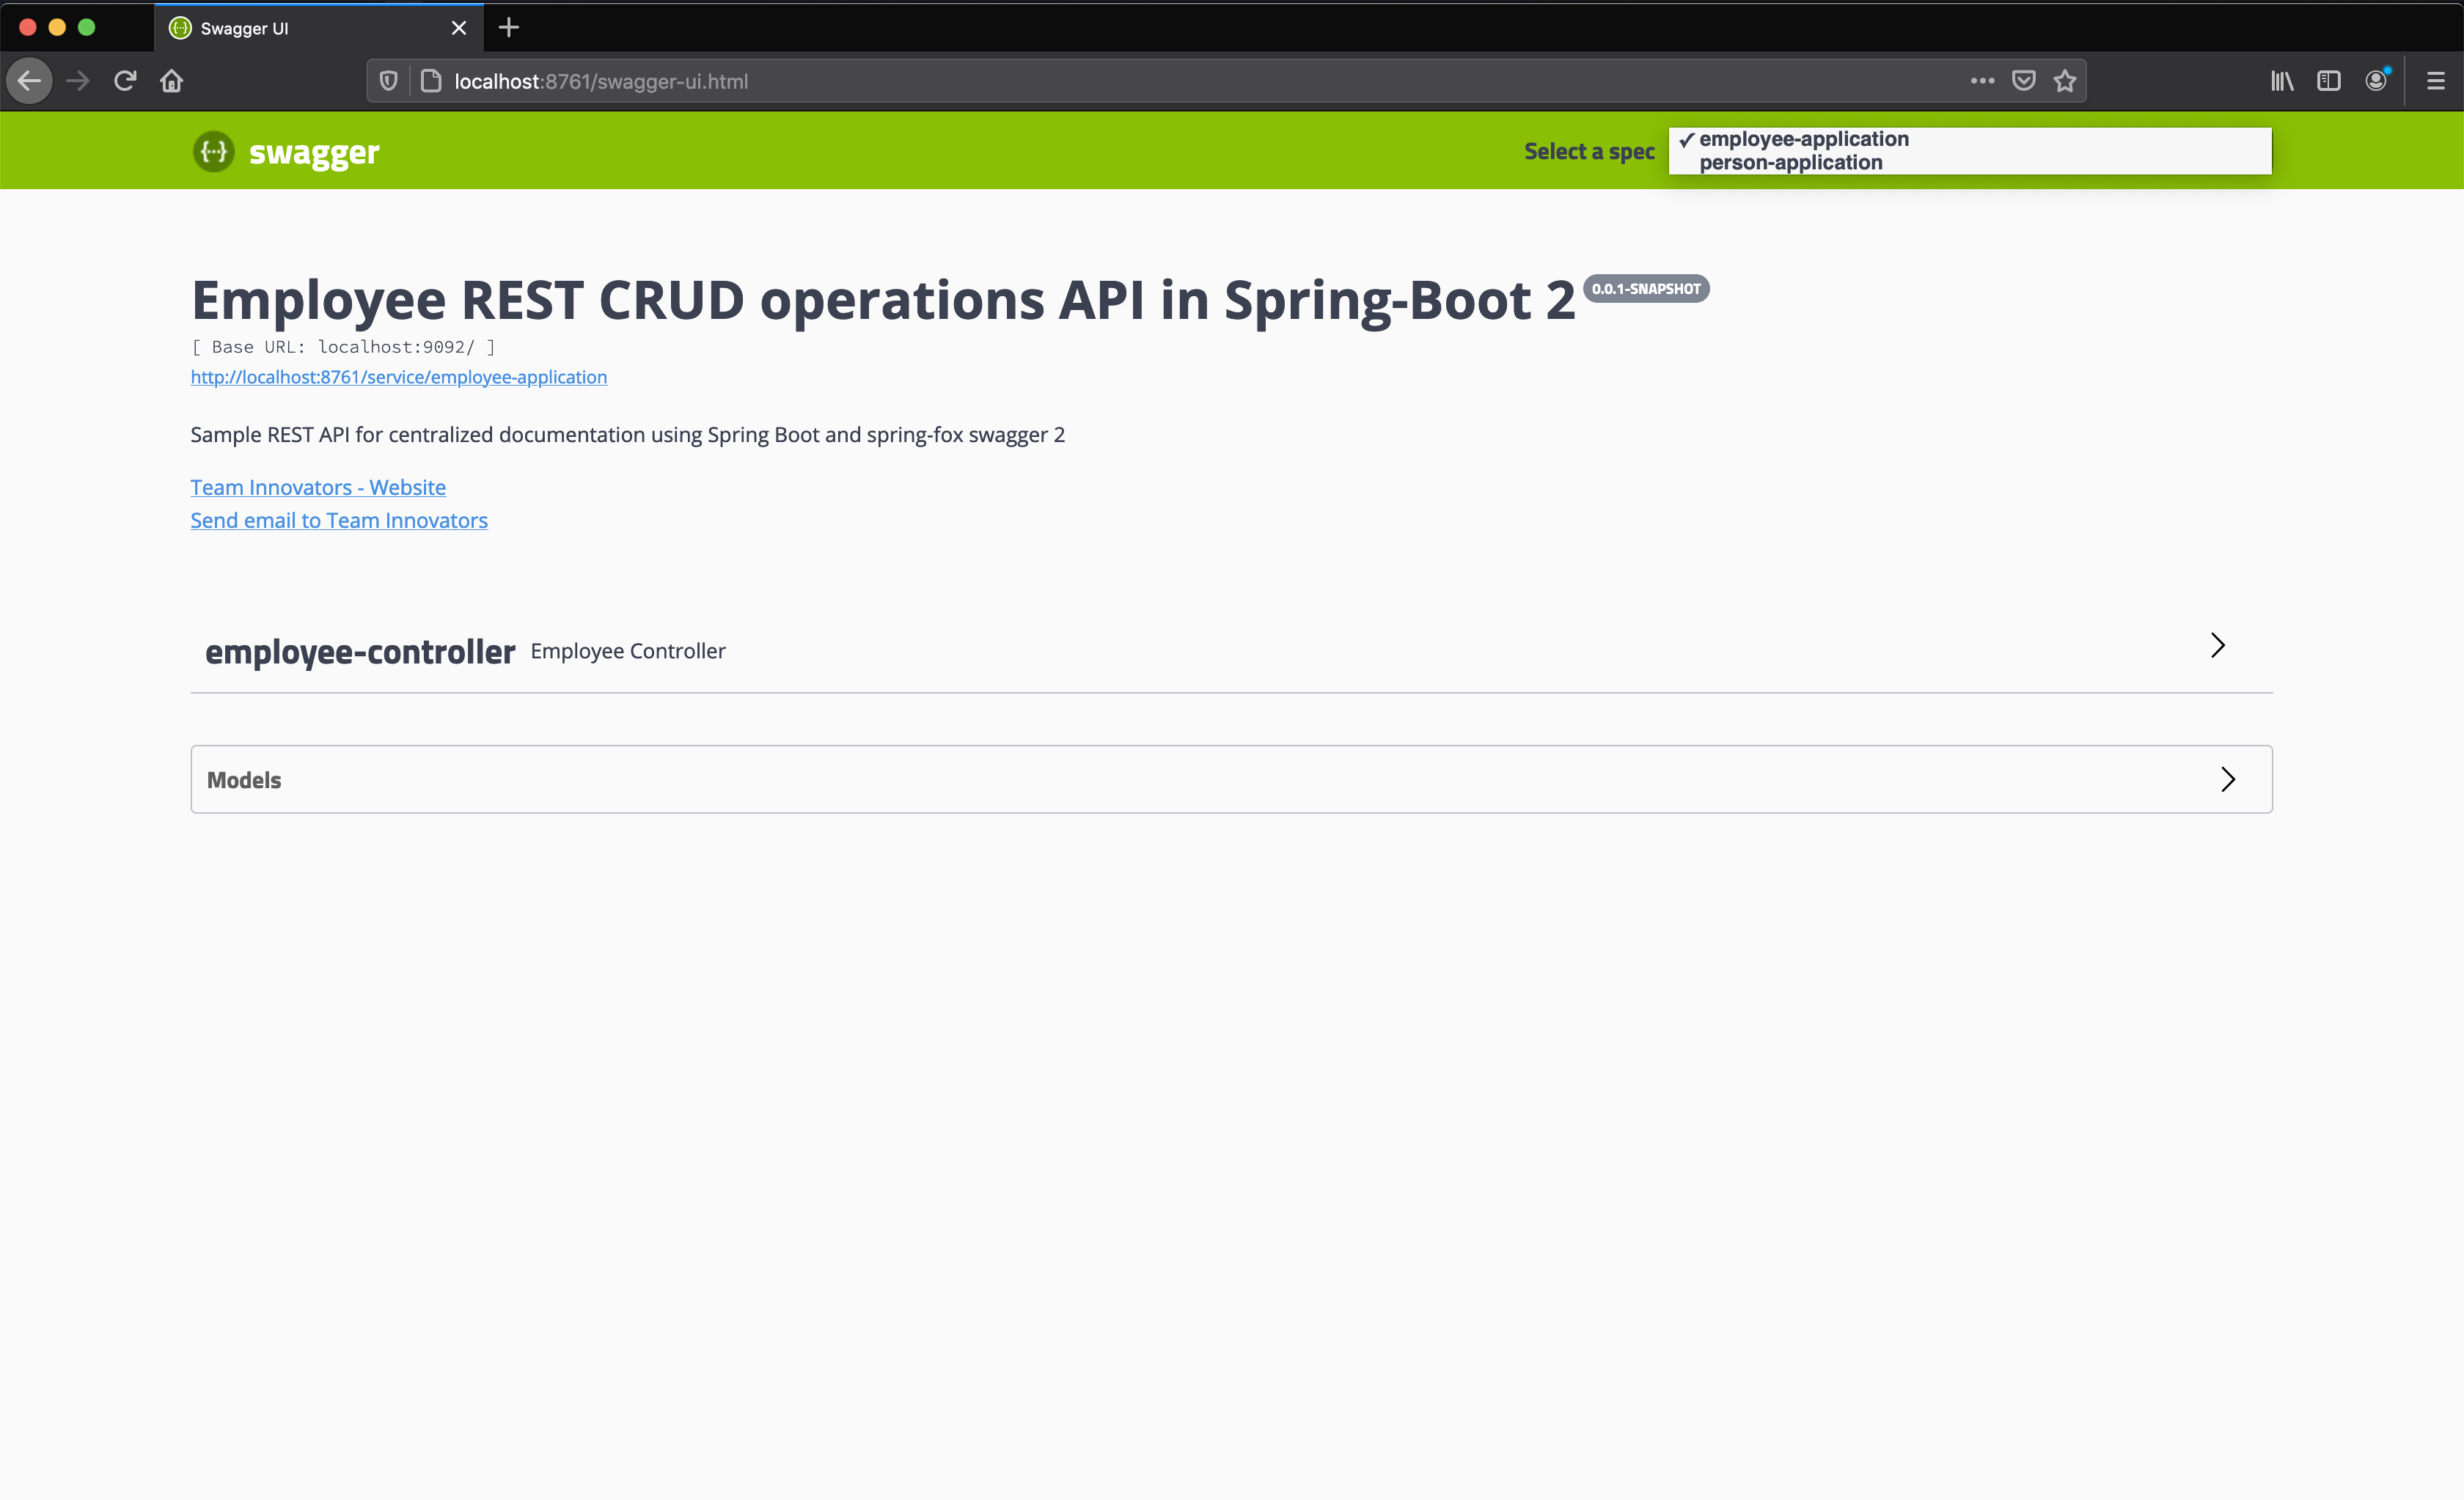 Swagger UI
localhost:8761/swagger-ui.html
swagger
Select a spec
employee-application
person-application
Employee REST CRUD operations API in Spring-Boot 2 0.0.1-SNAPSHOT
[ Base URL: localhost:9092/ ]
http://localhost:8761/service/employee-application
Sample REST API for centralized documentation using Spring Boot and spring-fox swagger 2
Team Innovators - Website
Send email to Team Innovators
employee-controller Employee Controller
Models